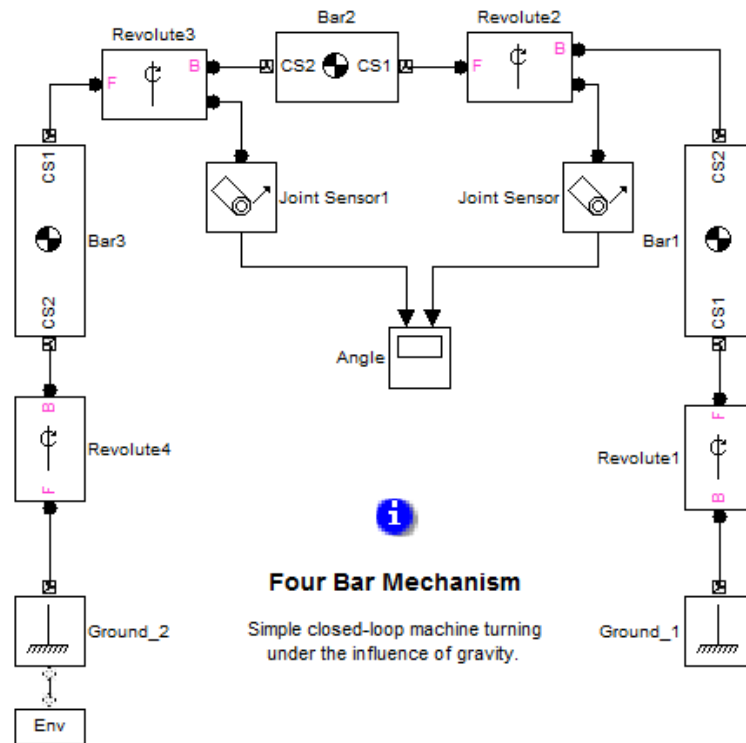 Bar2
Revolute3
Revolute2
B
CS2
CS1
F
B
F
CS1
Joint Sensor1
Joint Sensor
CS2
Bar3
Bar1
CS2
CS1
Angle
B
Revolute4
F
F
Revolute1
B
i
Four Bar Mechanism
Simple closed-loop machine turning
under the influence of gravity.
Ground_2
Ground_1
Env